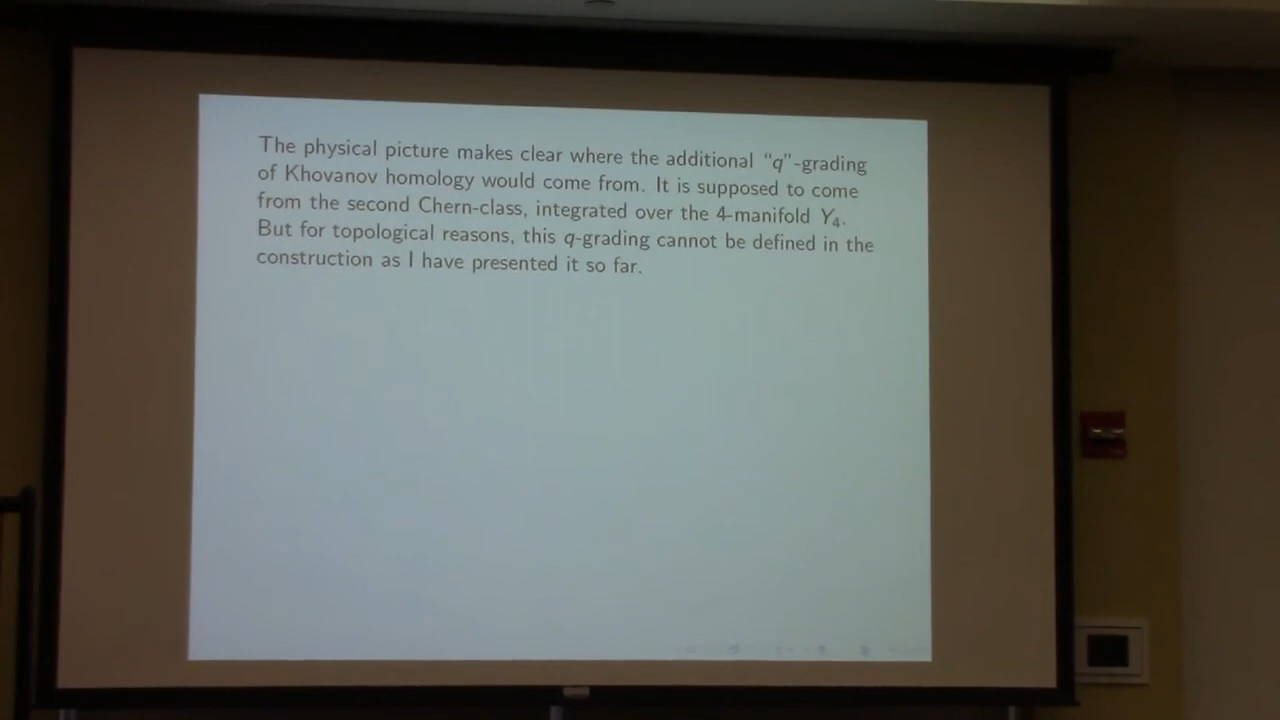 The physical picture makes clear where the additional “q”-grading
of Khovanov homology would come from. It is supposed to come
from the second Chern-class, integrated over the 4-manifold Y₄.
But for topological reasons, this q-grading cannot be defined in the
construction as I have presented it so far.